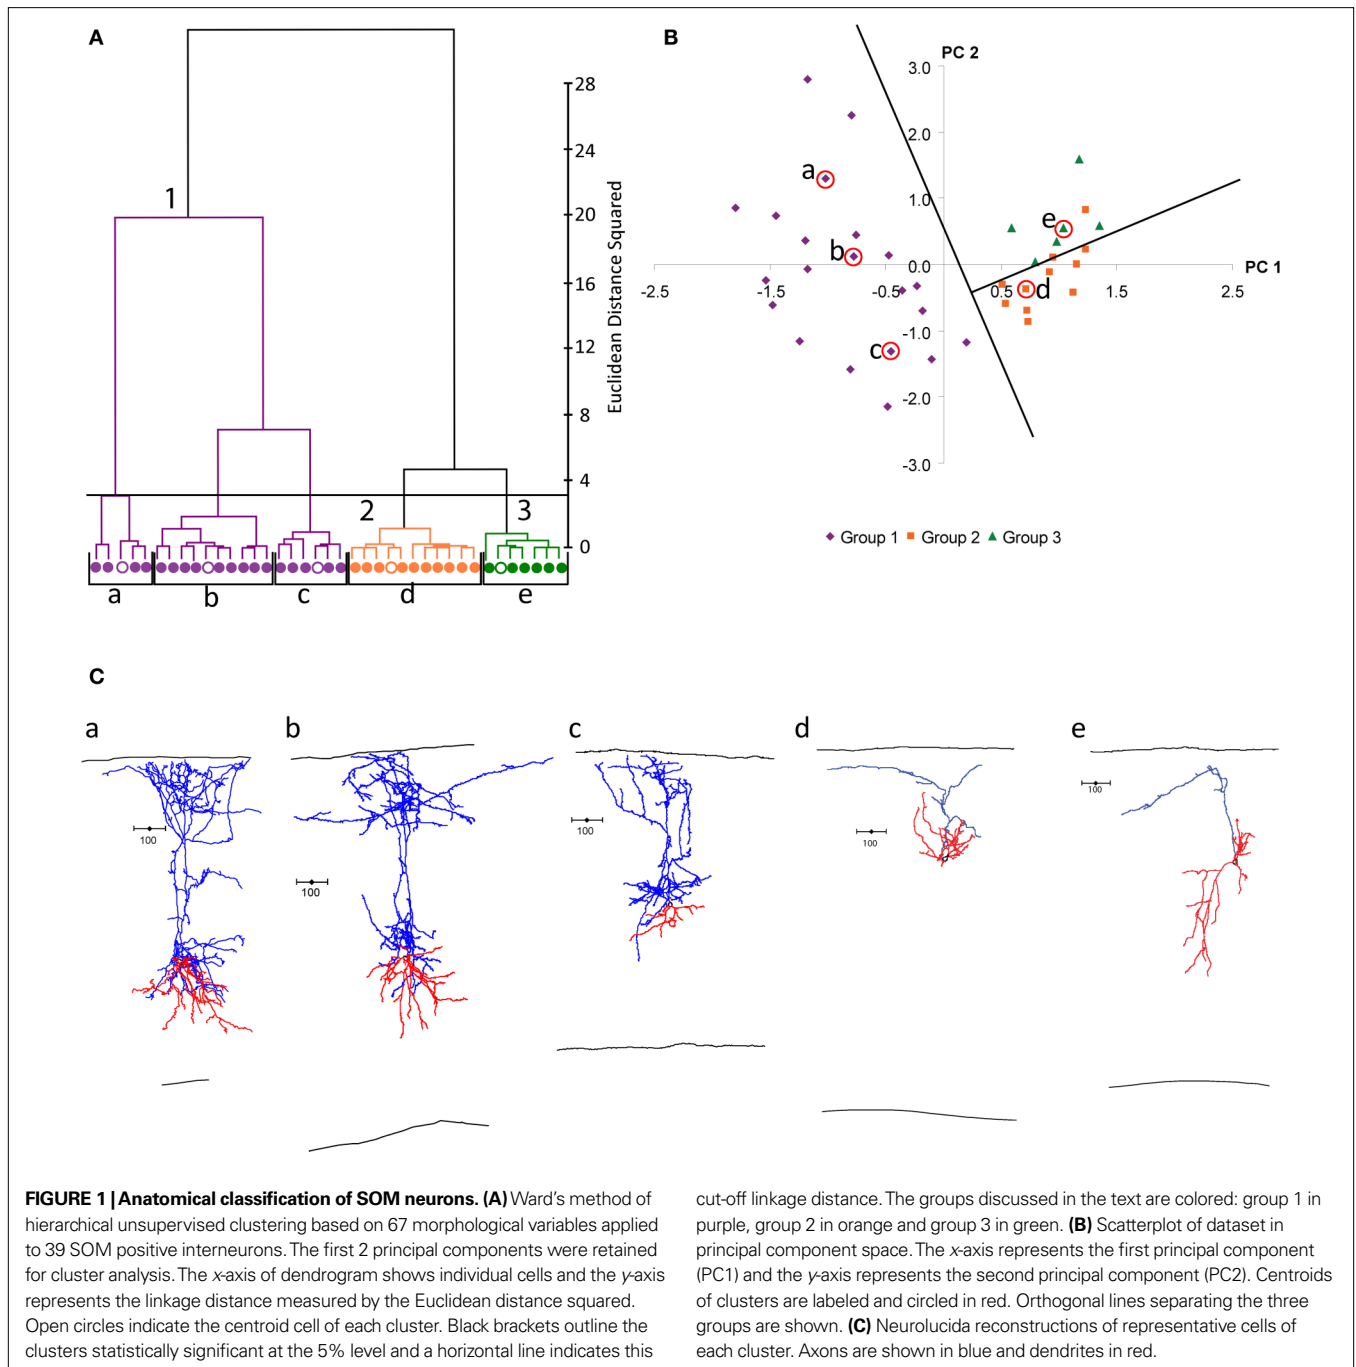 A
1
2
3
28
24
20
16
12
8
4
0
Euclidean Distance Squared
a
b
c
d
e
B
PC 2
3.0
2.0
1.0
0.0
-1.0
-2.0
-3.0
-2.5
-1.5
-0.5
0.5
1.5
2.5
PC 1
a
b
c
d
e
Group 1
Group 2
Group 3
C
a
100
b
100
c
100
d
100
e
100
FIGURE 1 | Anatomical classification of SOM neurons. (A) Ward's method of
hierarchical unsupervised clustering based on 67 morphological variables applied
to 39 SOM positive interneurons. The first 2 principal components were retained
for cluster analysis. The x-axis of dendrogram shows individual cells and the y-axis
represents the linkage distance measured by the Euclidean distance squared.
Open circles indicate the centroid cell of each cluster. Black brackets outline the
clusters statistically significant at the 5% level and a horizontal line indicates this
cut-off linkage distance. The groups discussed in the text are colored: group 1 in
purple, group 2 in orange and group 3 in green. (B) Scatterplot of dataset in
principal component space. The x-axis represents the first principal component
(PC1) and the y-axis represents the second principal component (PC2). Centroids
of clusters are labeled and circled in red. Orthogonal lines separating the three
groups are shown. (C) Neurolucida reconstructions of representative cells of
each cluster. Axons are shown in blue and dendrites in red.